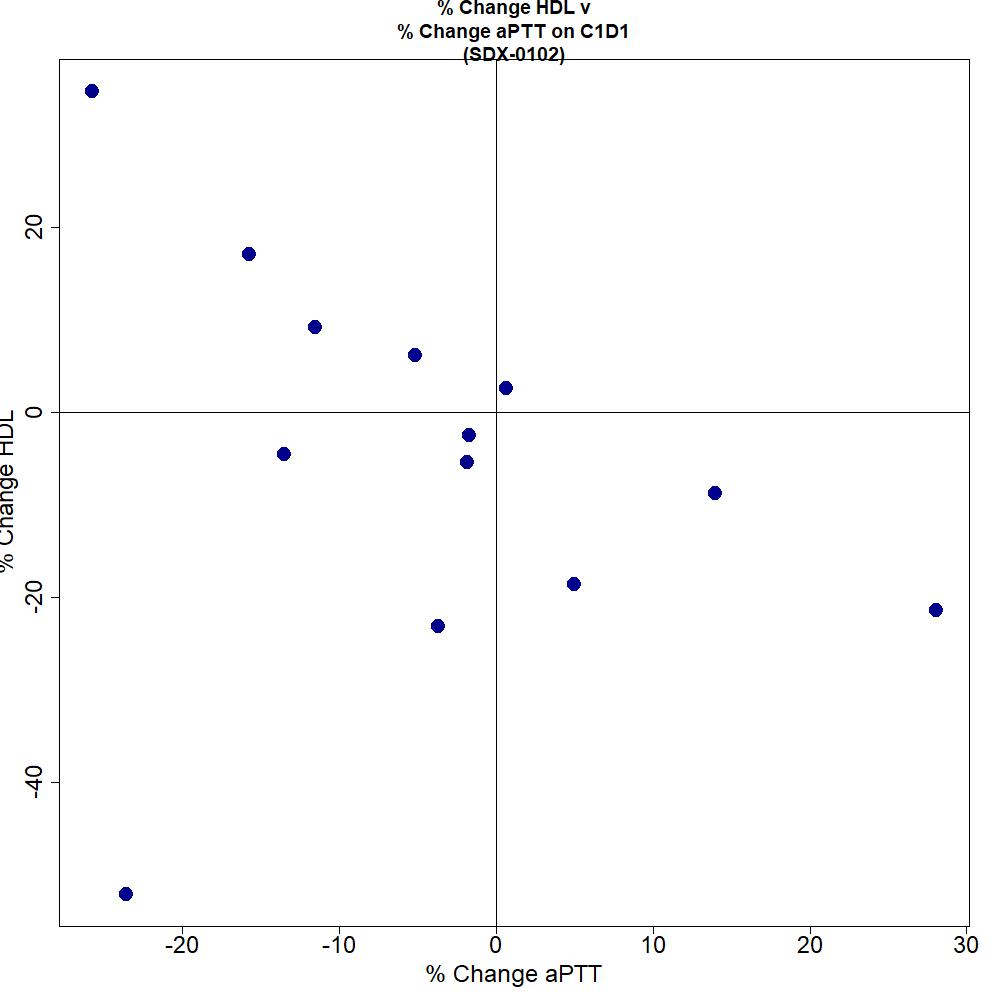 % Change HDL v
% Change aPTT on C1D1
(SDX-0102)
% Change HDL
20
0
-20
-40
-20
-10
0
10
20
30
% Change aPTT